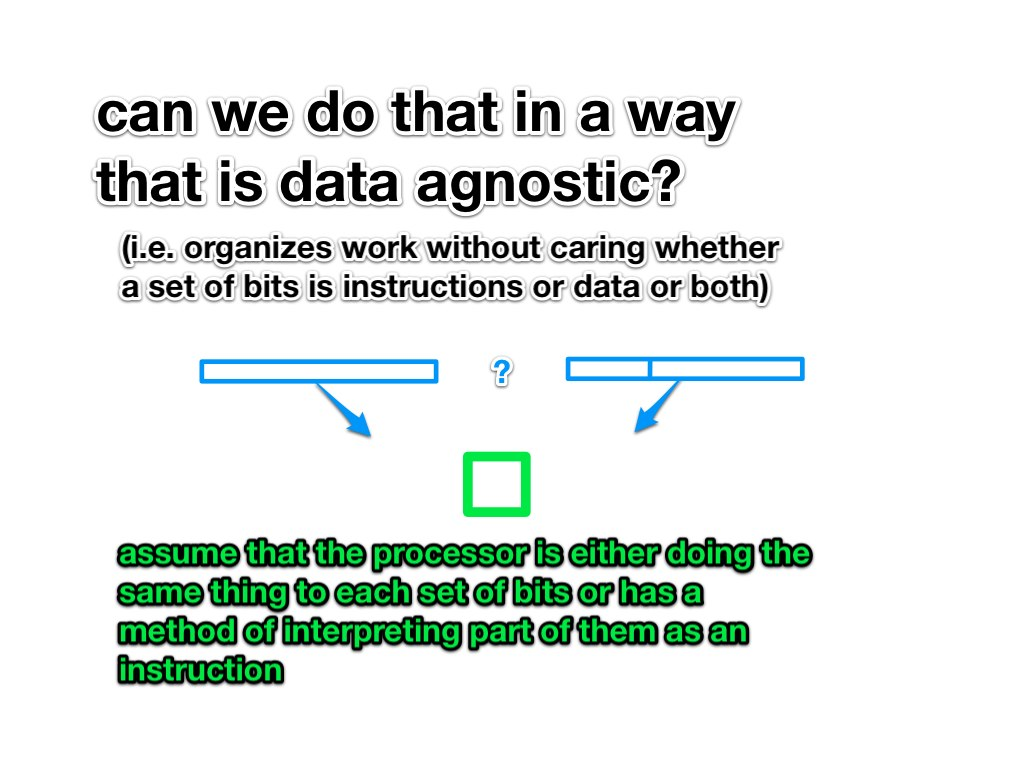 can we do that in a way
that is data agnostic?
(i.e. organizes work without caring whether
a set of bits is instructions or data or both)
?
assume that the processor is either doing the
same thing to each set of bits or has a
method of interpreting part of them as an
instruction